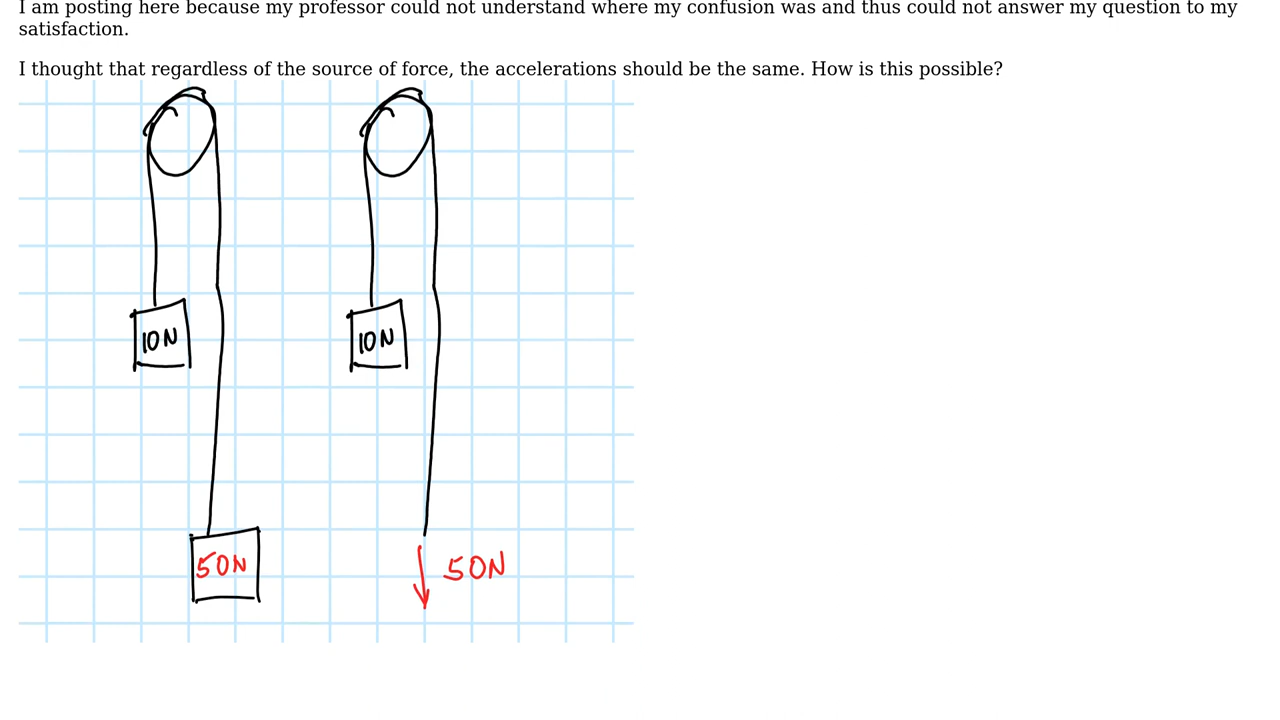 I am posting here because my professor could not understand where my confusion was and thus could not answer my question to my
satisfaction.
I thought that regardless of the source of force, the accelerations should be the same. How is this possible?
10N 10N
50N 50N